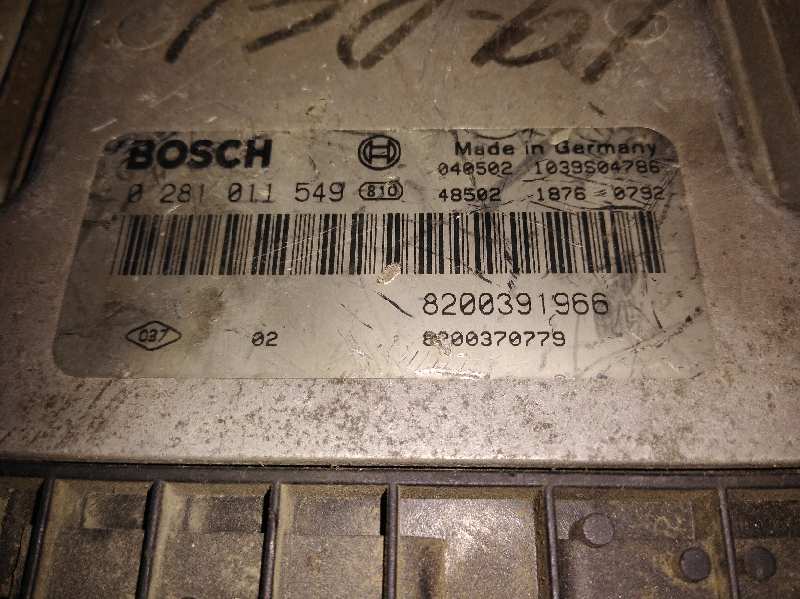 BOSCH
Made in Germany
040502 1039S04786
0 281 011 549 810
48502 1876 0792
8200391966
037 02 8200370779